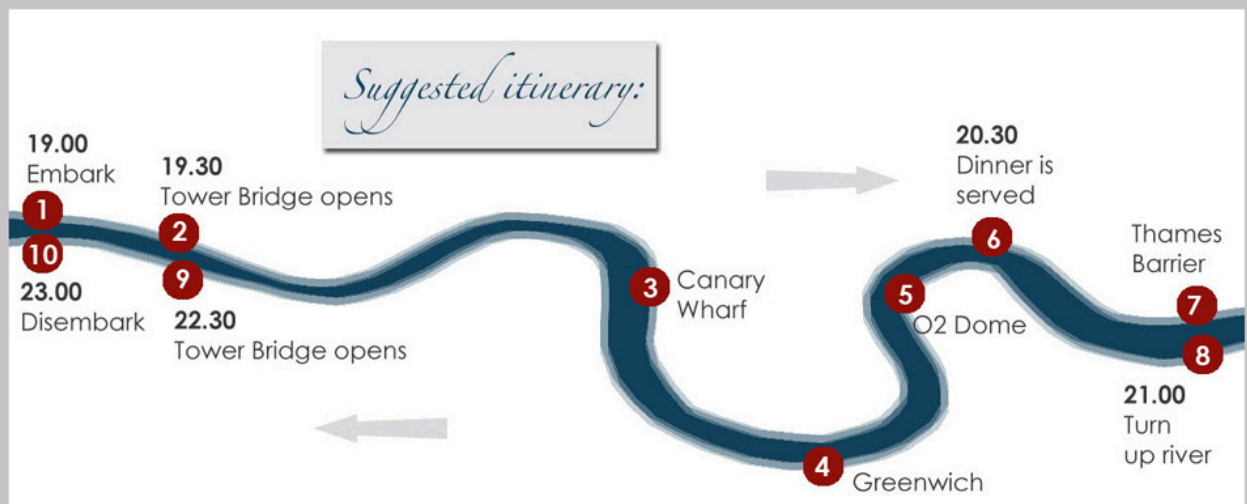 Suggested itinerary:
19.00
Embark
1
19.30
Tower Bridge opens
2
3
Canary
Wharf
4
Greenwich
5
O2 Dome
20.30
Dinner is
served
6
Thames
Barrier
7
8
21.00
Turn
up river
9
22.30
Tower Bridge opens
10
23.00
Disembark